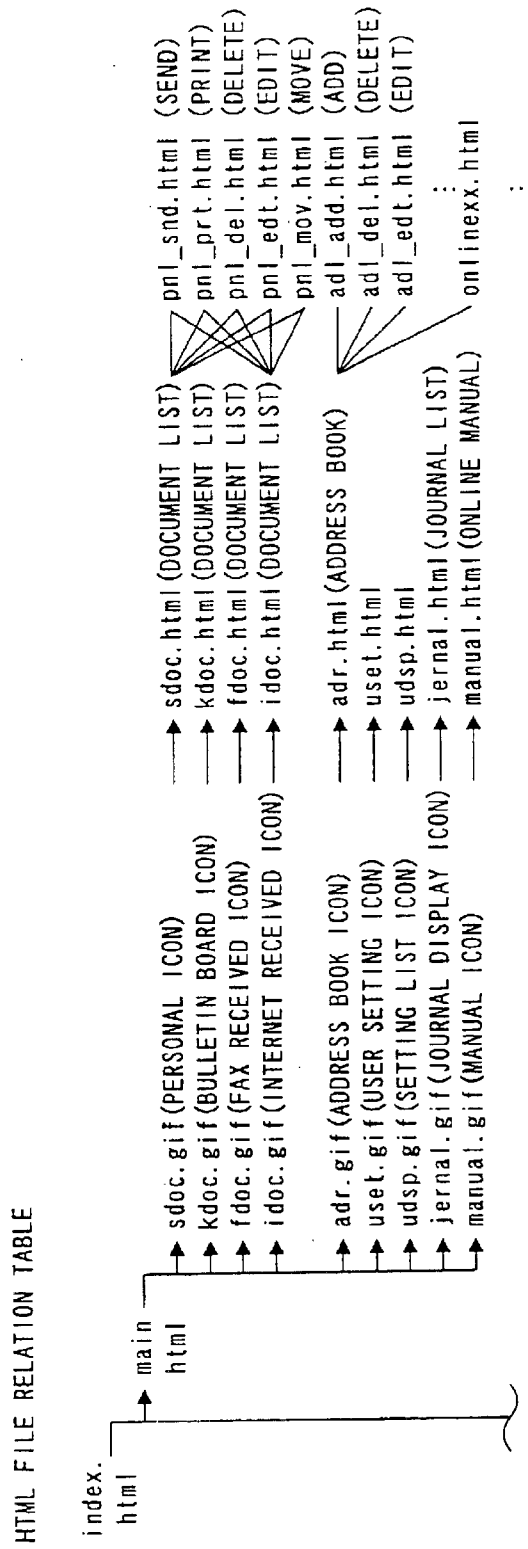 HTML FILE RELATION TABLE
index.
html
main
html
sdoc.gif(PERSONAL ICON)
kdoc.gif(BULLETIN BOARD ICON)
fdoc.gif(FAX RECEIVED ICON)
idoc.gif(INTERNET RECEIVED ICON)
adr.gif(ADDRESS BOOK ICON)
uset.gif(USER SETTING ICON)
udsp.gif(SETTING LIST ICON)
jernal.gif(JOURNAL DISPLAY ICON)
manual.gif(MANUAL ICON)
sdoc.html(DOCUMENT LIST)
kdoc.html(DOCUMENT LIST)
fdoc.html(DOCUMENT LIST)
idoc.html(DOCUMENT LIST)
adr.html(ADDRESS BOOK)
uset.html
udsp.html
jernal.html(JOURNAL LIST)
manual.html(ONLINE MANUAL)
pnl_snd.html (SEND)
pnl_prt.html (PRINT)
pnl_del.html (DELETE)
pnl_edt.html (EDIT)
pnl_mov.html (MOVE)
adl_add.html (ADD)
adl_del.html (DELETE)
adl_edt.html (EDIT)
onlinexx.html